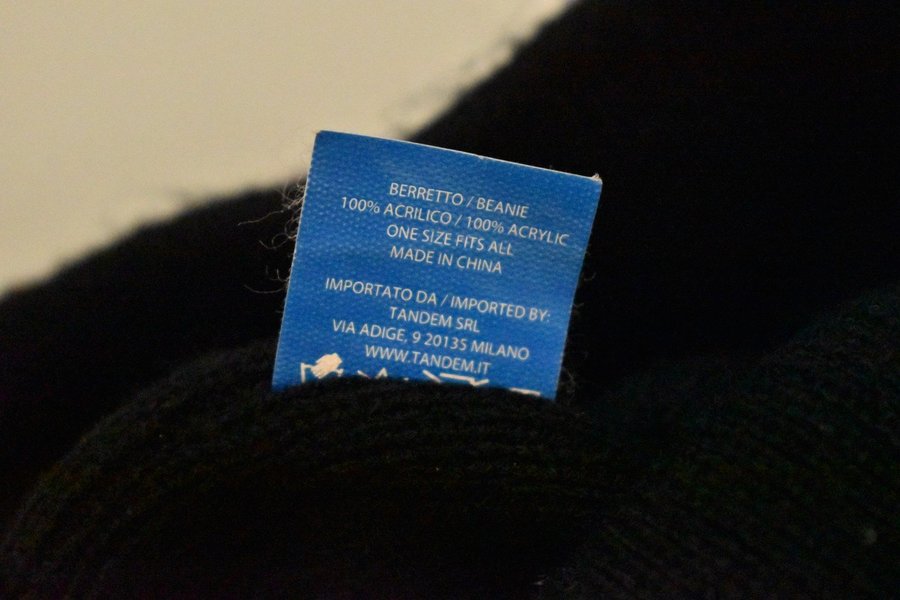 BERRETTO / BEANIE
100% ACRILICO / 100% ACRYLIC
ONE SIZE FITS ALL
MADE IN CHINA
IMPORTATO DA / IMPORTED BY:
TANDEM SRL
VIA ADIGE, 9 20135 MILANO
WWW.TANDEM.IT